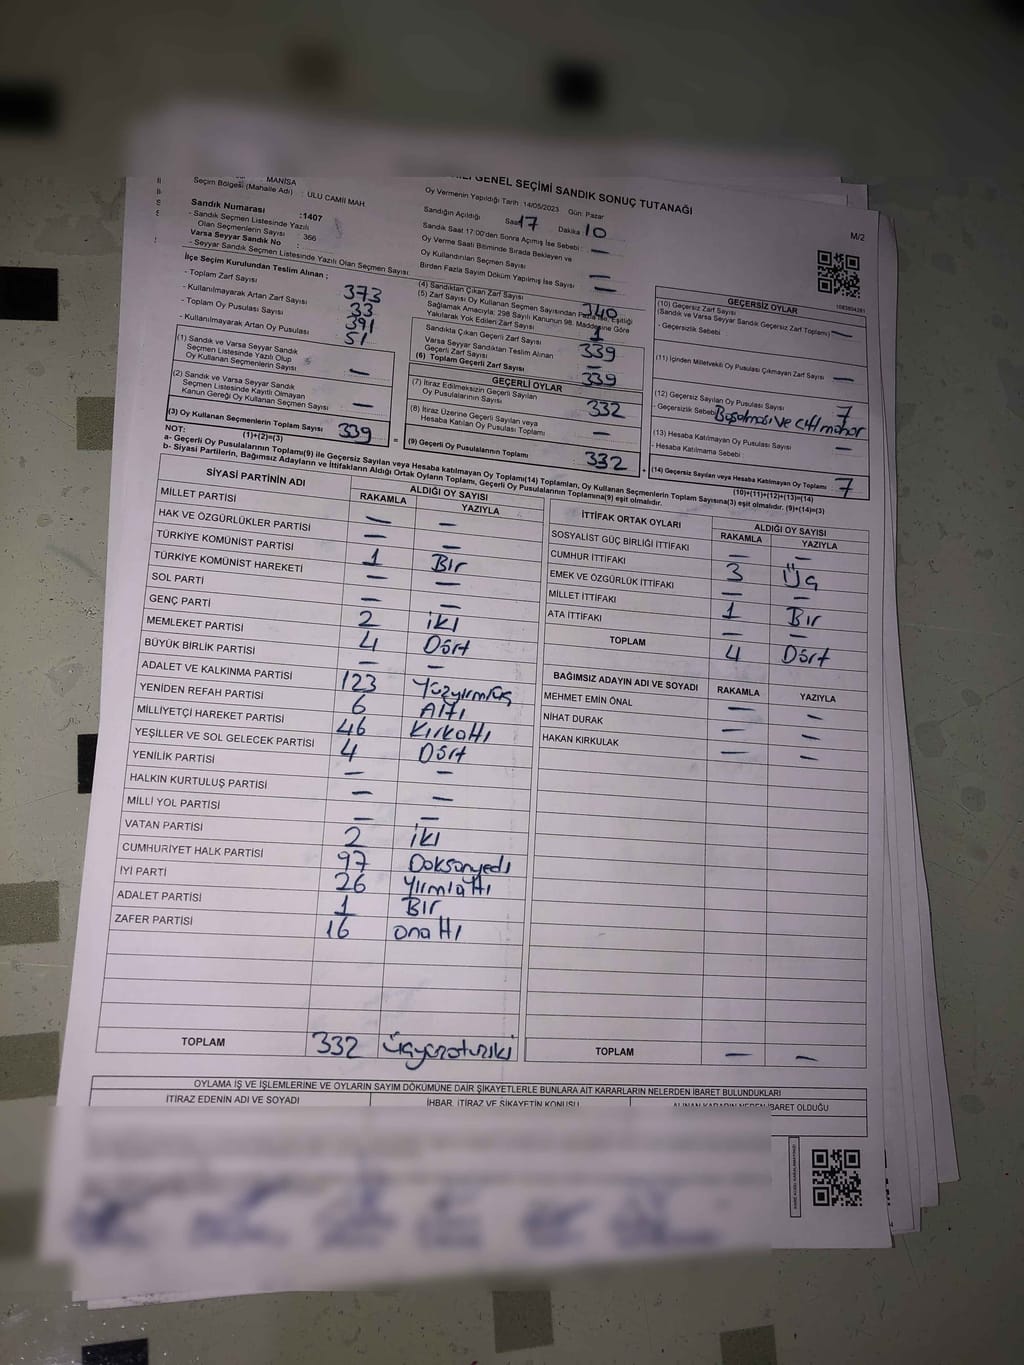 MANİSA
GENEL SEÇİMİ SANDIK SONUÇ TUTANAĞI
Seçim Bölgesi (Mahalle Adı) : ULU CAMİİ MAH
Oy Vermenin Yapıldığı Tarih : 14/05/2023 Gün: Pazar
M/2
Sandık Numarası : 1407
Sandığın Açıldığı Saat 17 Dakika 10
- Sandık Seçmen Listesinde Yazılı
Olan Seçmenlerin Sayısı : 366
Sandık Saat 17:00'den Sonra Açılmış İse Sebebi : —
Varsa Seyyar Sandık No :
Oy Verme Saati Bitiminde Sırada Bekleyen ve
Oy Kullandırılan Seçmen Sayısı —
- Seyyar Sandık Seçmen Listesinde Yazılı Olan Seçmen Sayısı:
Birden Fazla Sayım Döküm Yapılmış İse Sayısı —
İlçe Seçim Kurulundan Teslim Alınan ;
- Toplam Zarf Sayısı 373
- Kullanılmayarak Artan Zarf Sayısı 33
- Toplam Oy Pusulası Sayısı 391
- Kullanılmayarak Artan Oy Pusulası 51
(1) Sandık ve Varsa Seyyar Sandık
Seçmen Listesinde Yazılı Olup
Oy Kullanan Seçmenlerin Sayısı —
(2) Sandık ve Varsa Seyyar Sandık
Seçmen Listesinde Kayıtlı Olmayan
Kanun Gereği Oy Kullanan Seçmen Sayısı —
(3) Oy Kullanan Seçmenlerin Toplam Sayısı 339
(1)+(2)=(3)
(4) Sandıktan Çıkan Zarf Sayısı 340
(5) Zarf Sayısı Oy Kullanan Seçmen Sayısından Fazla İse, Eşitliği
Sağlamak Amacıyla; 298 Sayılı Kanunun 98. Maddesine Göre
Yakılarak Yok Edilen Zarf Sayısı 1
Sandıkta Çıkan Geçerli Zarf Sayısı 339
Varsa Seyyar Sandıktan Teslim Alınan
Geçerli Zarf Sayısı —
(6) Toplam Geçerli Zarf Sayısı 339
GEÇERLİ OYLAR
(7) İtiraz Edilmeksizin Geçerli Sayılan
Oy Pusulalarının Sayısı 332
(8) İtiraz Üzerine Geçerli Sayılan veya
Hesaba Katılan Oy Pusulası Toplamı —
(9) Geçerli Oy Pusulalarının Toplamı 332
GEÇERSİZ OYLAR
(10) Geçersiz Zarf Sayısı
(Sandık ve Varsa Seyyar Sandık Geçersiz Zarf Toplamı) —
- Geçersizlik Sebebi
(11) İçinden Milletvekili Oy Pusulası Çıkmayan Zarf Sayısı —
(12) Geçersiz Sayılan Oy Pusulası Sayısı 7
- Geçersizlik Sebebi Boş olması ve çift mühür
(13) Hesaba Katılmayan Oy Pusulası Sayısı —
- Hesaba Katılmama Sebebi :
(14) Geçersiz Sayılan veya Hesaba Katılmayan Oy Toplamı 7
(10)+(11)+(12)+(13)=(14)
NOT:
a- Geçerli Oy Pusulalarının Toplamı(9) ile Geçersiz Sayılan veya Hesaba katılmayan Oy Toplamı(14) Toplamları, Oy Kullanan Seçmenlerin Toplam Sayısına(3) eşit olmalıdır. (9)+(14)=(3)
b- Siyasi Partilerin, Bağımsız Adayların ve İttifakların Aldığı Ortak Oyların Toplamı, Geçerli Oy Pusulalarının Toplamına(9) eşit olmalıdır.
SİYASİ PARTİNİN ADI ALDIĞI OY SAYISI
RAKAMLA YAZIYLA
MİLLET PARTİSİ — —
HAK VE ÖZGÜRLÜKLER PARTİSİ — —
TÜRKİYE KOMÜNİST PARTİSİ 1 Bir
TÜRKİYE KOMÜNİST HAREKETİ — —
SOL PARTİ — —
GENÇ PARTİ 2 iki
MEMLEKET PARTİSİ 4 Dört
BÜYÜK BİRLİK PARTİSİ — —
ADALET VE KALKINMA PARTİSİ 123 Yüzyirmiüç
YENİDEN REFAH PARTİSİ 6 Altı
MİLLİYETÇİ HAREKET PARTİSİ 46 Kırkaltı
YEŞİLLER VE SOL GELECEK PARTİSİ 4 Dört
YENİLİK PARTİSİ — —
HALKIN KURTULUŞ PARTİSİ — —
MİLLİ YOL PARTİSİ — —
VATAN PARTİSİ 2 iki
CUMHURİYET HALK PARTİSİ 97 Doksanyedi
İYİ PARTİ 26 Yirmialtı
ADALET PARTİSİ 1 Bir
ZAFER PARTİSİ 16 onaltı
TOPLAM 332 Üçyüzotuziki
İTTİFAK ORTAK OYLARI ALDIĞI OY SAYISI
RAKAMLA YAZIYLA
SOSYALİST GÜÇ BİRLİĞİ İTTİFAKI — —
CUMHUR İTTİFAKI 3 Üç
EMEK VE ÖZGÜRLÜK İTTİFAKI — —
MİLLET İTTİFAKI 1 Bir
ATA İTTİFAKI — —
TOPLAM 4 Dört
BAĞIMSIZ ADAYIN ADI VE SOYADI RAKAMLA YAZIYLA
MEHMET EMİN ÖNAL — —
NİHAT DURAK — —
HAKAN KIRKULAK — —
TOPLAM — —
OYLAMA İŞ VE İŞLEMLERİNE VE OYLARIN SAYIM DÖKÜMÜNE DAİR ŞİKAYETLERLE BUNLARA AİT KARARLARIN NELERDEN İBARET BULUNDUKLARI
İTİRAZ EDENİN ADI VE SOYADI
İHBAR, İTİRAZ VE ŞİKAYETİN KONUSU
ALINAN KARARIN NEDEN İBARET OLDUĞU